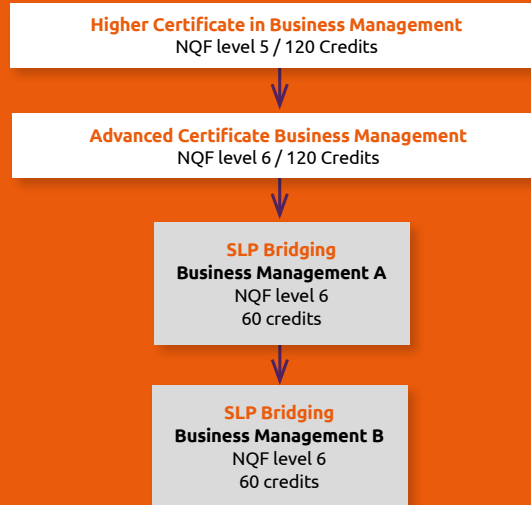 Higher Certificate in Business Management
NQF level 5 / 120 Credits
Advanced Certificate Business Management
NQF level 6 / 120 Credits
SLP Bridging
Business Management A
NQF level 6
60 credits
SLP Bridging
Business Management B
NQF level 6
60 credits